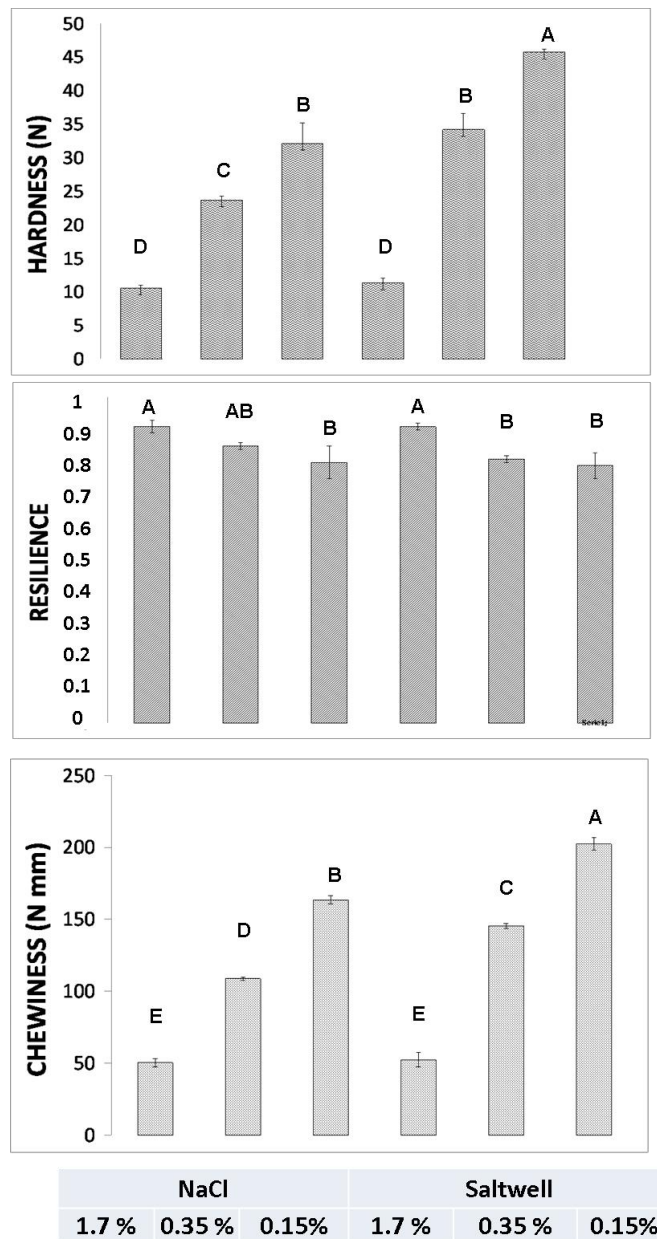 HARDNESS (N)
50
45
40
35
30
25
20
15
10
5
0
D
C
B
D
B
A
RESILIENCE
1
0.9
0.8
0.7
0.6
0.5
0.4
0.3
0.2
0.1
0
A
AB
B
A
B
B
CHEWINESS (N mm)
250
200
150
100
50
0
E
D
B
E
C
A
NaCl Saltwell
1.7 % 0.35 % 0.15% 1.7 % 0.35 % 0.15%